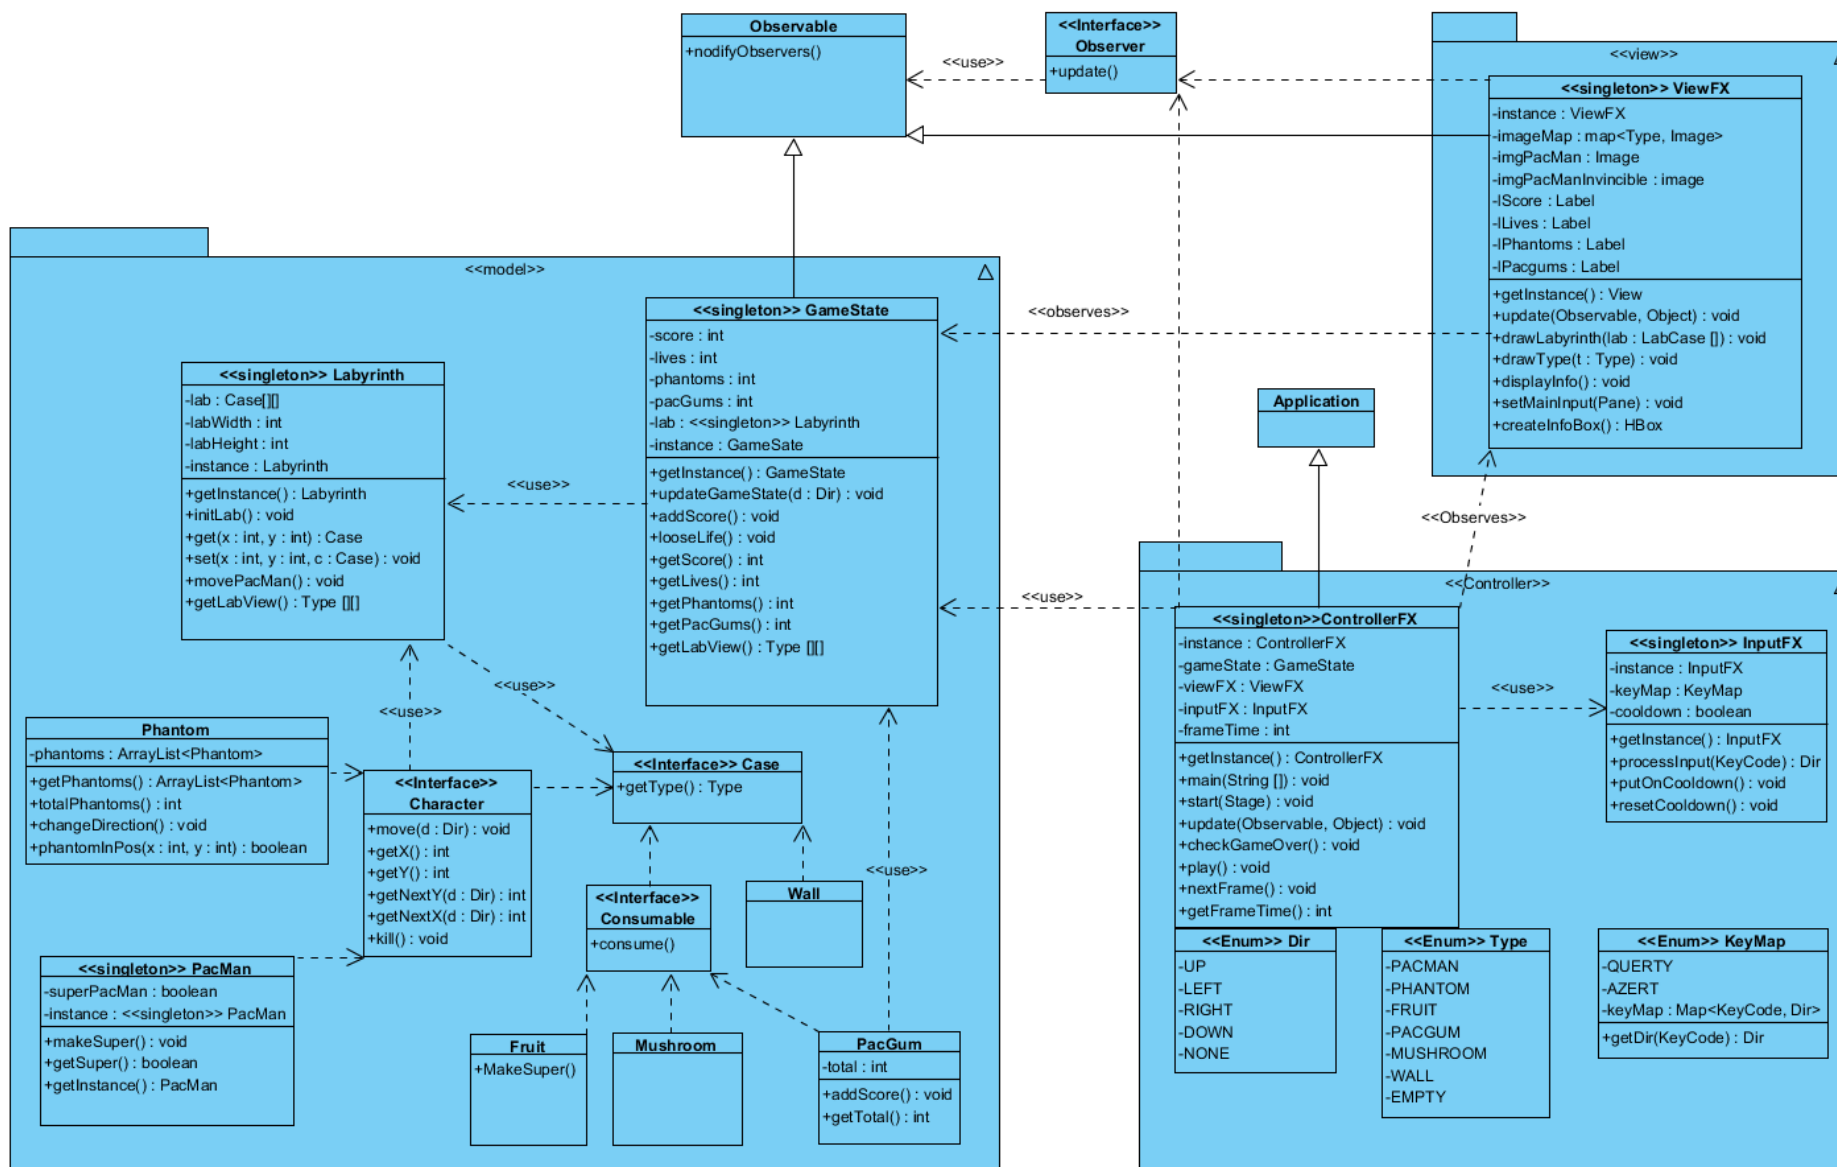 Observable
+nodifyObservers()
<<use>>
<<Interface>>
Observer
+update()
<<view>>
<<singleton>> ViewFX
-instance : ViewFX
-imageMap : map<Type, Image>
-imgPacMan : Image
-imgPacManInvincible : image
-lScore : Label
-lLives : Label
-lPhantoms : Label
-lPacgums : Label
+getInstance() : View
+update(Observable, Object) : void
+drawLabyrinth(lab : LabCase []) : void
+drawType(t : Type) : void
+displayInfo() : void
+setMainInput(Pane) : void
+createInfoBox() : HBox
<<model>>
<<observes>>
<<singleton>> GameState
-score : int
-lives : int
-phantoms : int
-pacGums : int
-lab : <<singleton>> Labyrinth
-instance : GameSate
+getInstance() : GameState
+updateGameState(d : Dir) : void
+addScore() : void
+looseLife() : void
+getScore() : int
+getLives() : int
+getPhantoms() : int
+getPacGums() : int
+getLabView() : Type [][]
<<singleton>> Labyrinth
-lab : Case[][]
-labWidth : int
-labHeight : int
-instance : Labyrinth
+getInstance() : Labyrinth
+initLab() : void
+get(x : int, y : int) : Case
+set(x : int, y : int, c : Case) : void
+movePacMan() : void
+getLabView() : Type [][]
<<use>>
Application
<<Observes>>
<<Controller>>
<<use>>
<<singleton>>ControllerFX
-instance : ControllerFX
-gameState : GameState
-viewFX : ViewFX
-inputFX : InputFX
-frameTime : int
+getInstance() : ControllerFX
+main(String []) : void
+start(Stage) : void
+update(Observable, Object) : void
+checkGameOver() : void
+play() : void
+nextFrame() : void
+getFrameTime() : int
<<use>>
<<singleton>> InputFX
-instance : InputFX
-keyMap : KeyMap
-cooldown : boolean
+getInstance() : InputFX
+processInput(KeyCode) : Dir
+putOnCooldown() : void
+resetCooldown() : void
<<use>>
<<use>>
Phantom
-phantoms : ArrayList<Phantom>
+getPhantoms() : ArrayList<Phantom>
+totalPhantoms() : int
+changeDirection() : void
+phantomInPos(x : int, y : int) : boolean
<<Interface>>
Character
+move(d : Dir) : void
+getX() : int
+getY() : int
+getNextY(d : Dir) : int
+getNextX(d : Dir) : int
+kill() : void
<<Interface>> Case
+getType() : Type
<<use>>
<<Interface>>
Consumable
+consume()
Wall
<<singleton>> PacMan
-superPacMan : boolean
-instance : <<singleton>> PacMan
+makeSuper() : void
+getSuper() : boolean
+getInstance() : PacMan
Fruit
+MakeSuper()
Mushroom
PacGum
-total : int
+addScore() : void
+getTotal() : int
<<Enum>> Dir
-UP
-LEFT
-RIGHT
-DOWN
-NONE
<<Enum>> Type
-PACMAN
-PHANTOM
-FRUIT
-PACGUM
-MUSHROOM
-WALL
-EMPTY
<<Enum>> KeyMap
-QUERTY
-AZERT
-keyMap : Map<KeyCode, Dir>
+getDir(KeyCode) : Dir